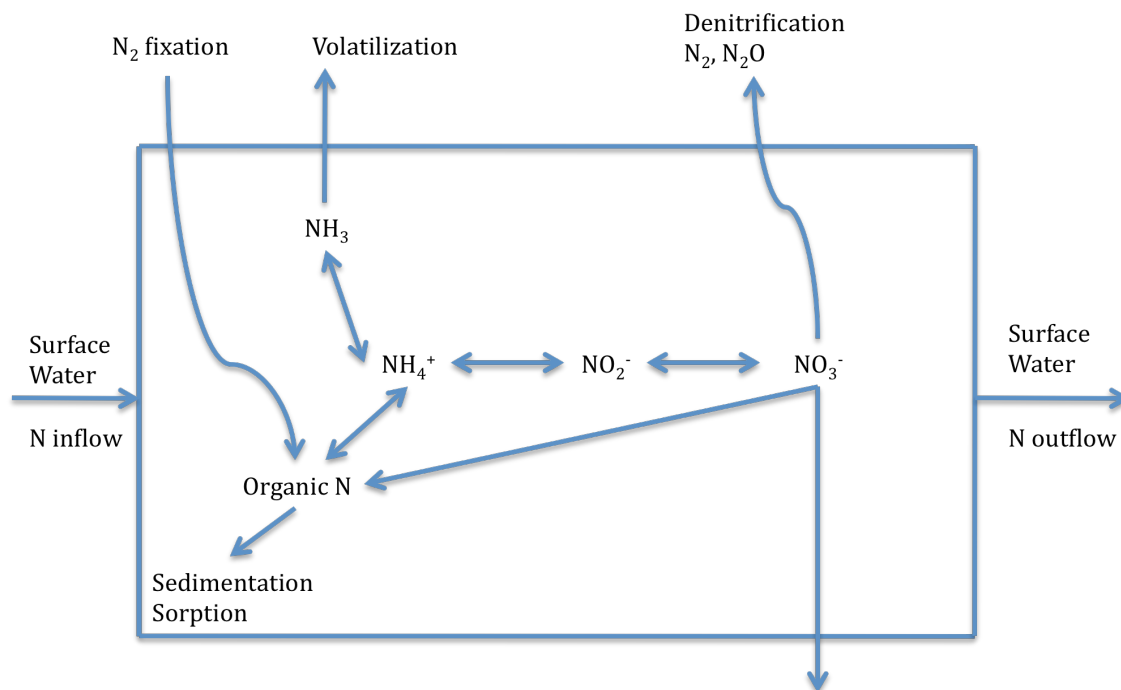 N₂ fixation
Volatilization
Denitrification
N₂, N₂O
NH₃
Surface
Water
N inflow
NH₄⁺
NO₂⁻
NO₃⁻
Surface
Water
N outflow
Organic N
Sedimentation
Sorption